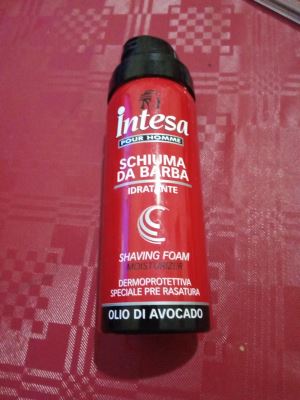 intesa
POUR HOMME
SCHIUMA
DA BARBA
IDRATANTE
SHAVING FOAM
MOISTURIZER
DERMOPROTETTIVA
SPECIALE PRE RASATURA
OLIO DI AVOCADO